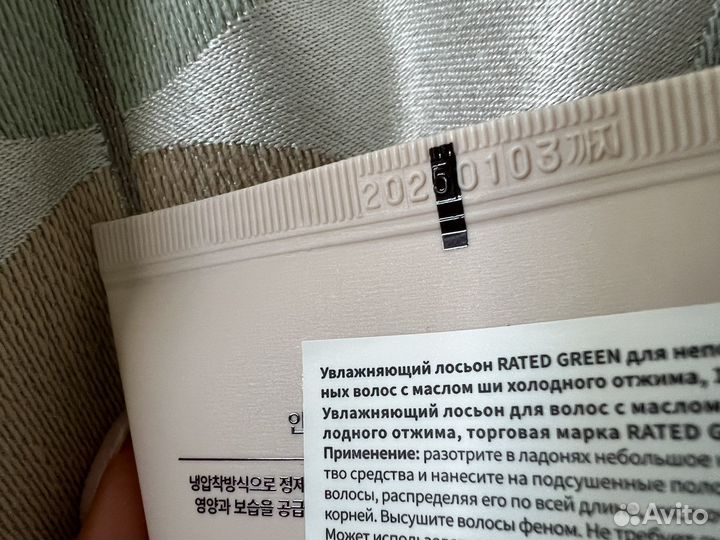 20250103까지
Увлажняющий лосьон RATED GREEN для
ных волос с маслом ши холодного отжима,
Увлажняющий лосьон для волос с маслом
лодного отжима, торговая марка RATED G
Применение: разотрите в ладонях небольшое
тво средства и нанесите на подсушенные
волосы, распределяя его по всей длин
корней. Высушите волосы феном. Не требует
Может
냉압착방식으로 정제
영양과 보습을 공급
Avito